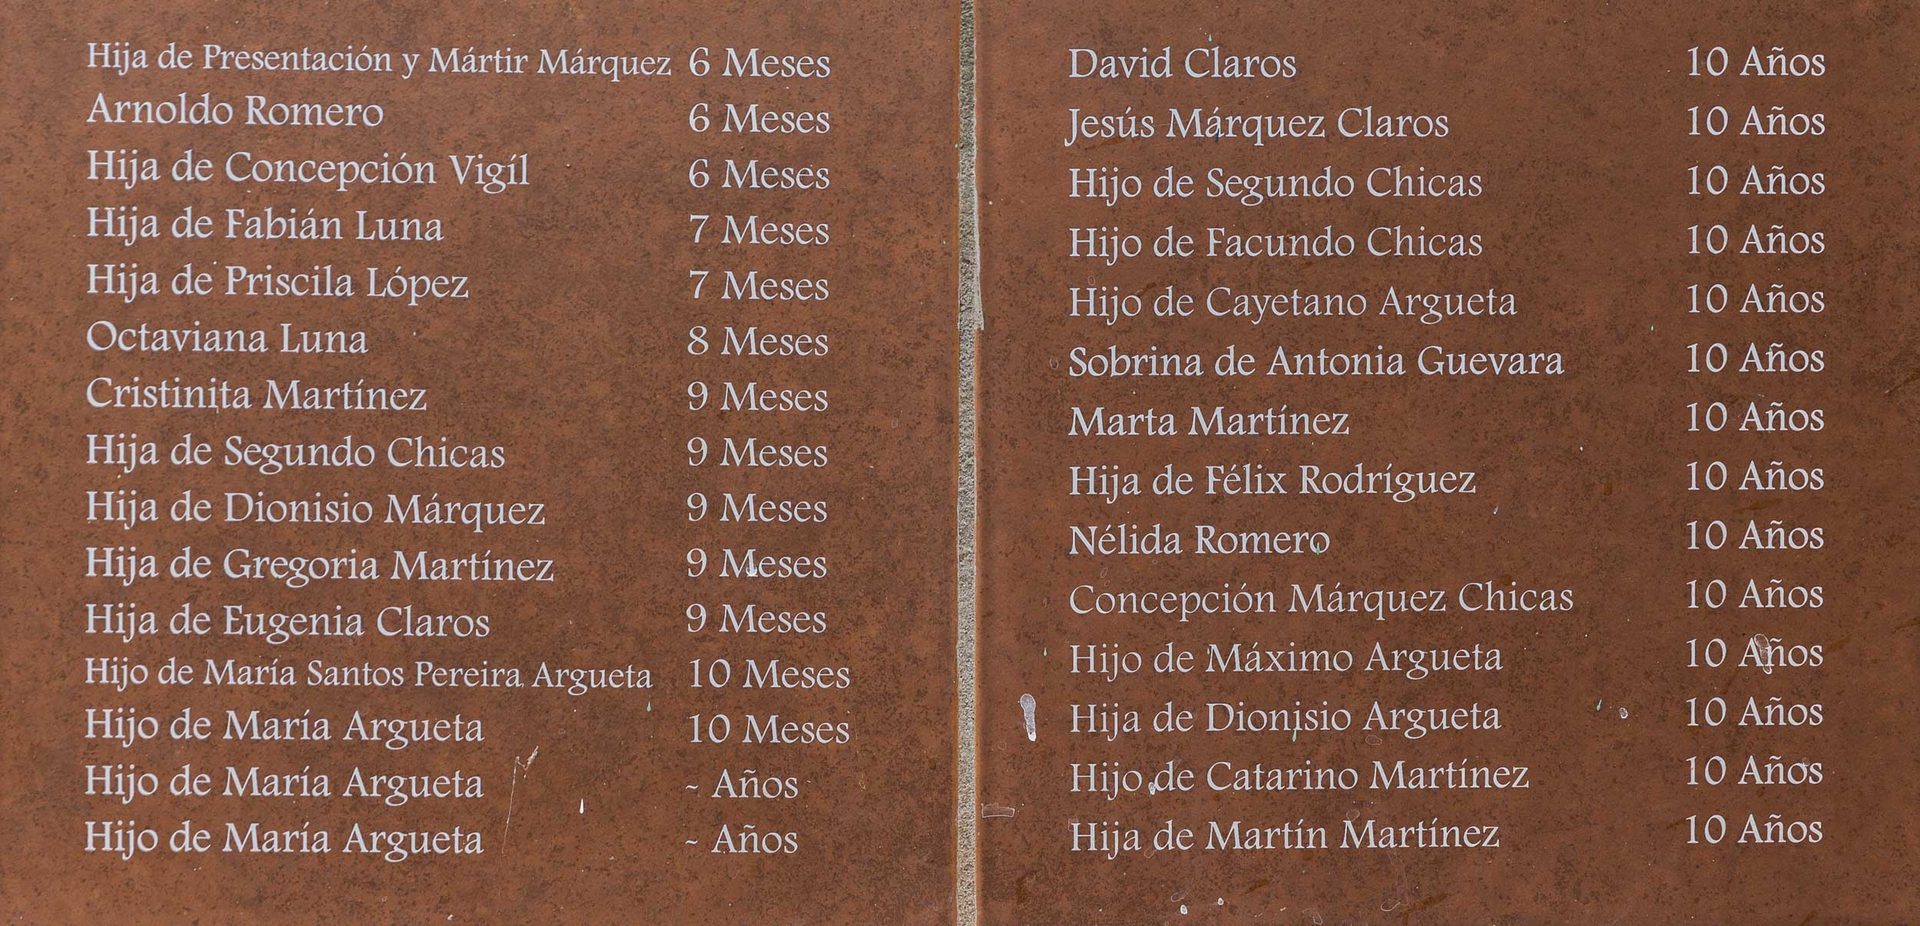 Hija de Presentación y Mártir Márquez 6 Meses
Arnoldo Romero 6 Meses
Hija de Concepción Vigíl 6 Meses
Hija de Fabián Luna 7 Meses
Hija de Priscila López 7 Meses
Octaviana Luna 8 Meses
Cristinita Martínez 9 Meses
Hija de Segundo Chicas 9 Meses
Hija de Dionisio Márquez 9 Meses
Hija de Gregoria Martínez 9 Meses
Hija de Eugenia Claros 9 Meses
Hijo de María Santos Pereira Argueta 10 Meses
Hijo de María Argueta 10 Meses
Hijo de María Argueta - Años
Hijo de María Argueta - Años
David Claros 10 Años
Jesús Márquez Claros 10 Años
Hijo de Segundo Chicas 10 Años
Hijo de Facundo Chicas 10 Años
Hijo de Cayetano Argueta 10 Años
Sobrina de Antonia Guevara 10 Años
Marta Martínez 10 Años
Hija de Félix Rodríguez 10 Años
Nélida Romero 10 Años
Concepción Márquez Chicas 10 Años
Hijo de Máximo Argueta 10 Años
Hija de Dionisio Argueta 10 Años
Hijo de Catarino Martínez 10 Años
Hija de Martín Martínez 10 Años